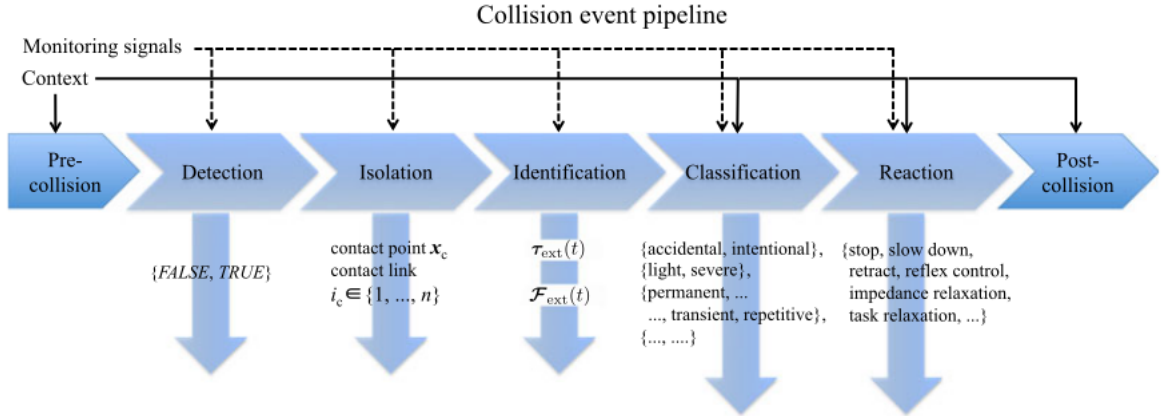 Collision event pipeline
Monitoring signals
Context
Pre-
collision
Detection
Isolation
Identification
Classification
Reaction
Post-
collision
{FALSE, TRUE}
contact point x_c
contact link
i_c ∈ {1, ..., n}
τ_ext(t)
𝓕_ext(t)
{accidental, intentional},
{light, severe},
{permanent, ...
..., transient, repetitive},
{..., ....}
{stop, slow down,
retract, reflex control,
impedance relaxation,
task relaxation, ...}